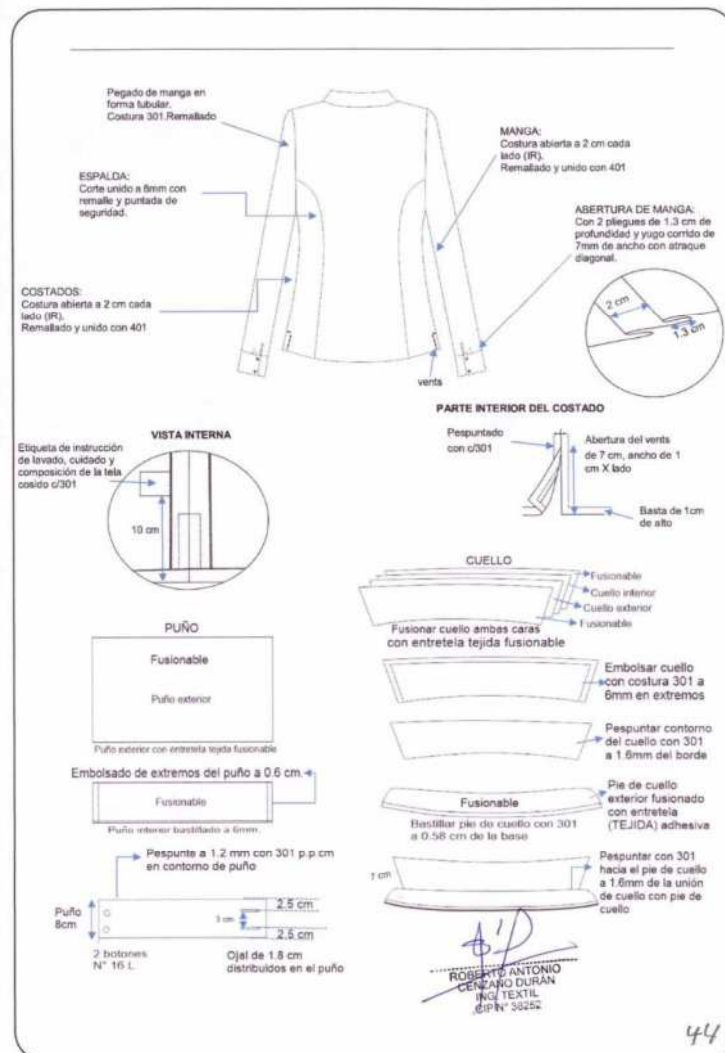 Pegado de manga en
forma tubular.
Costura 301.Remallado
MANGA:
Costura abierta a 2 cm cada
lado (IR).
Remallado y unido con 401
ESPALDA:
Corte unido a 8mm con
remalle y puntada de
seguridad.
ABERTURA DE MANGA:
Con 2 pliegues de 1.3 cm de
profundidad y yugo corrido de
7mm de ancho con atraque
diagonal.
2 cm
1.3 cm
COSTADOS:
Costura abierta a 2 cm cada
lado (IR)
Remallado y unido con 401
vents
PARTE INTERIOR DEL COSTADO
Pespuntado
con c/301
Abertura del vents
de 7 cm, ancho de 1
cm X lado
Basta de 1cm
de alto
VISTA INTERNA
Etiqueta de instrucción
de lavado, cuidado y
composición de la tela
cosido c/301
10 cm
CUELLO
Fusionable
Cuello interior
Cuello exterior
Fusionable
Fusionar cuello ambas caras
con entretela tejida fusionable
PUÑO
Fusionable
Puño exterior
Puño exterior con entretela tejida fusionable
Embolsar cuello
con costura 301 a
6mm en extremos
Pespuntar contorno
del cuello con 301
a 1.6mm del borde
Embolsado de extremos del puño a 0.6 cm.
Fusionable
Puño interior bastillado a 6mm.
Fusionable
Bastillar pie de cuello con 301
a 0.58 cm de la base
Pie de cuello
exterior fusionado
con entretela
(TEJIDA) adhesiva
Pespunte a 1.2 mm con 301 p.p.cm
en contorno de puño
Puño
8cm
2.5 cm
3 cm
2.5 cm
2 botones
N° 16 L
Ojal de 1.8 cm
distribuidos en el puño
7 cm
Pespuntar con 301
hacia el pie de cuello
a 1.6mm de la unión
de cuello con pie de
cuello
ROBERTO ANTONIO
CENZANO DURÁN
ING. TEXTIL
CIP N° 38252
44